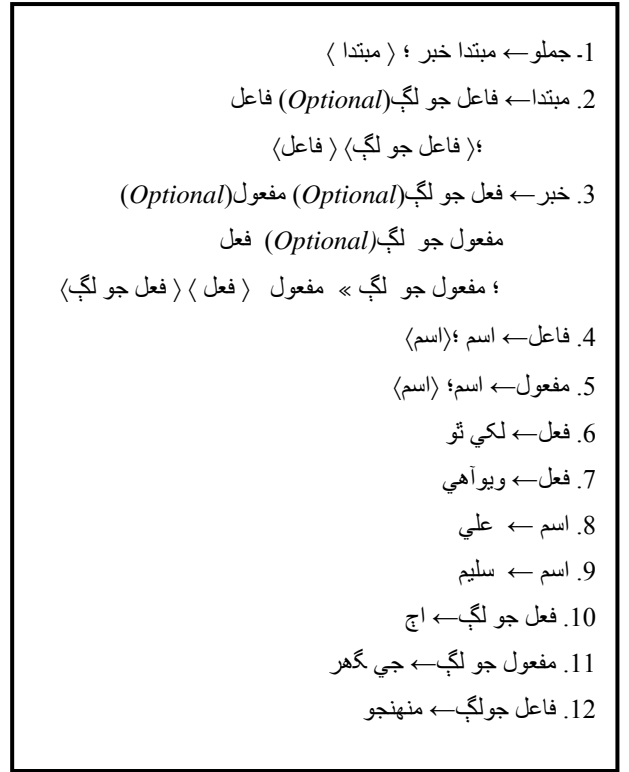 1ـ جملو← مبتدا خبر ؛ ⟨ مبتدا ⟩
2. مبتدا← فاعل جو لڳ(Optional) فاعل
؛⟨ فاعل جو لڳ⟩ ⟨ فاعل⟩
3. خبر← فعل جو لڳ(Optional) مفعول(Optional)
مفعول جو لڳ(Optional) فعل
؛ مفعول جو لڳ » مفعول ⟨ فعل ⟩ ⟨ فعل جو لڳ⟩
4. فاعل← اسم ؛⟨اسم⟩
5. مفعول← اسم؛ ⟨اسم⟩
6. فعل← لکي ٿو
7. فعل← ويوآهي
8. اسم ← علي
9. اسم ← سليم
10. فعل جو لڳ← اڄ
11. مفعول جو لڳ← جي گهر
12. فاعل جولڳ← منهنجو